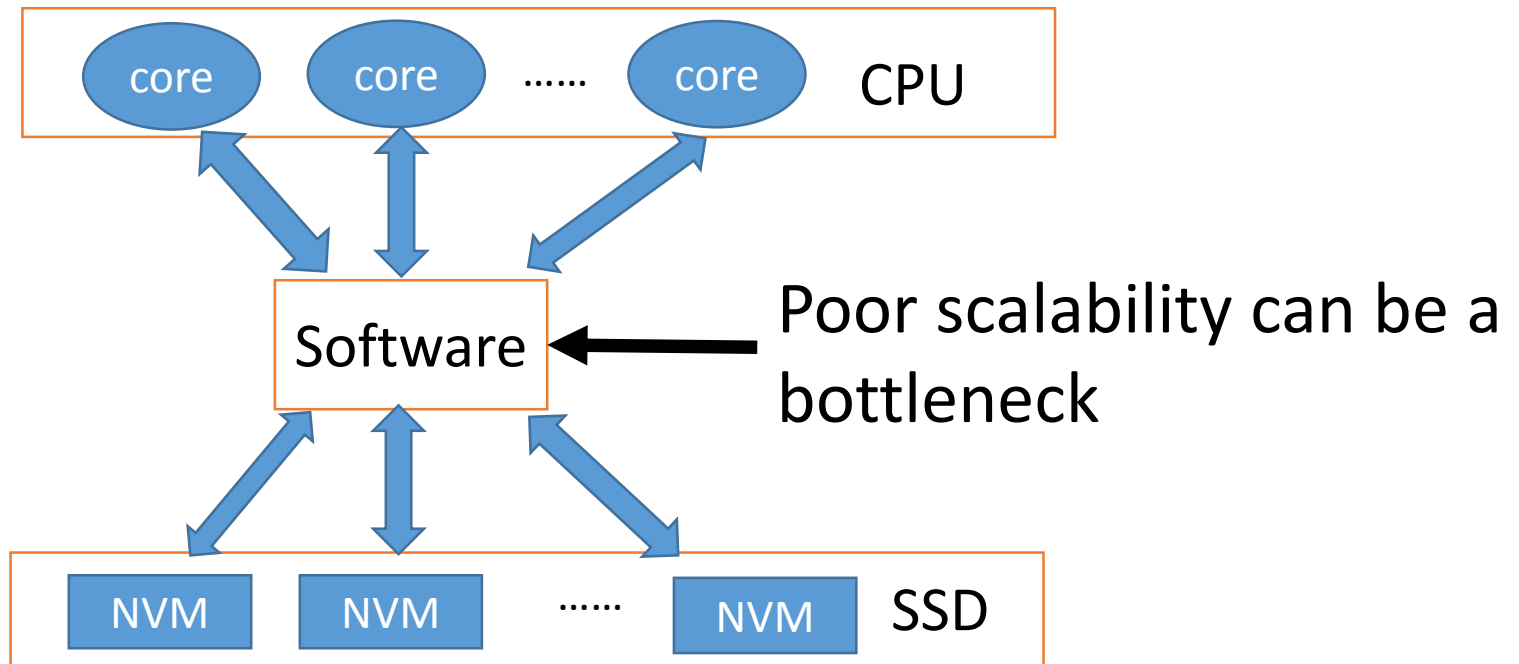 core core …… core CPU
Software
Poor scalability can be a
bottleneck
NVM NVM …… NVM SSD